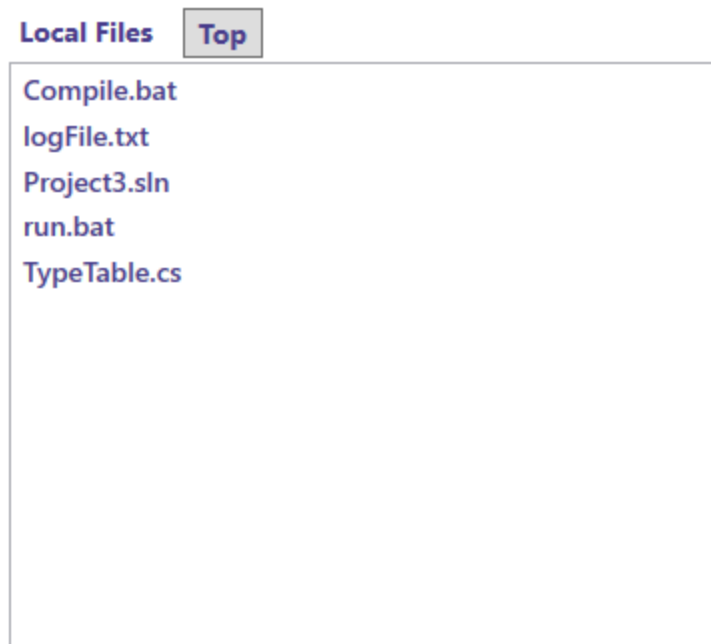 Local Files Top
Compile.bat
logFile.txt
Project3.sln
run.bat
TypeTable.cs